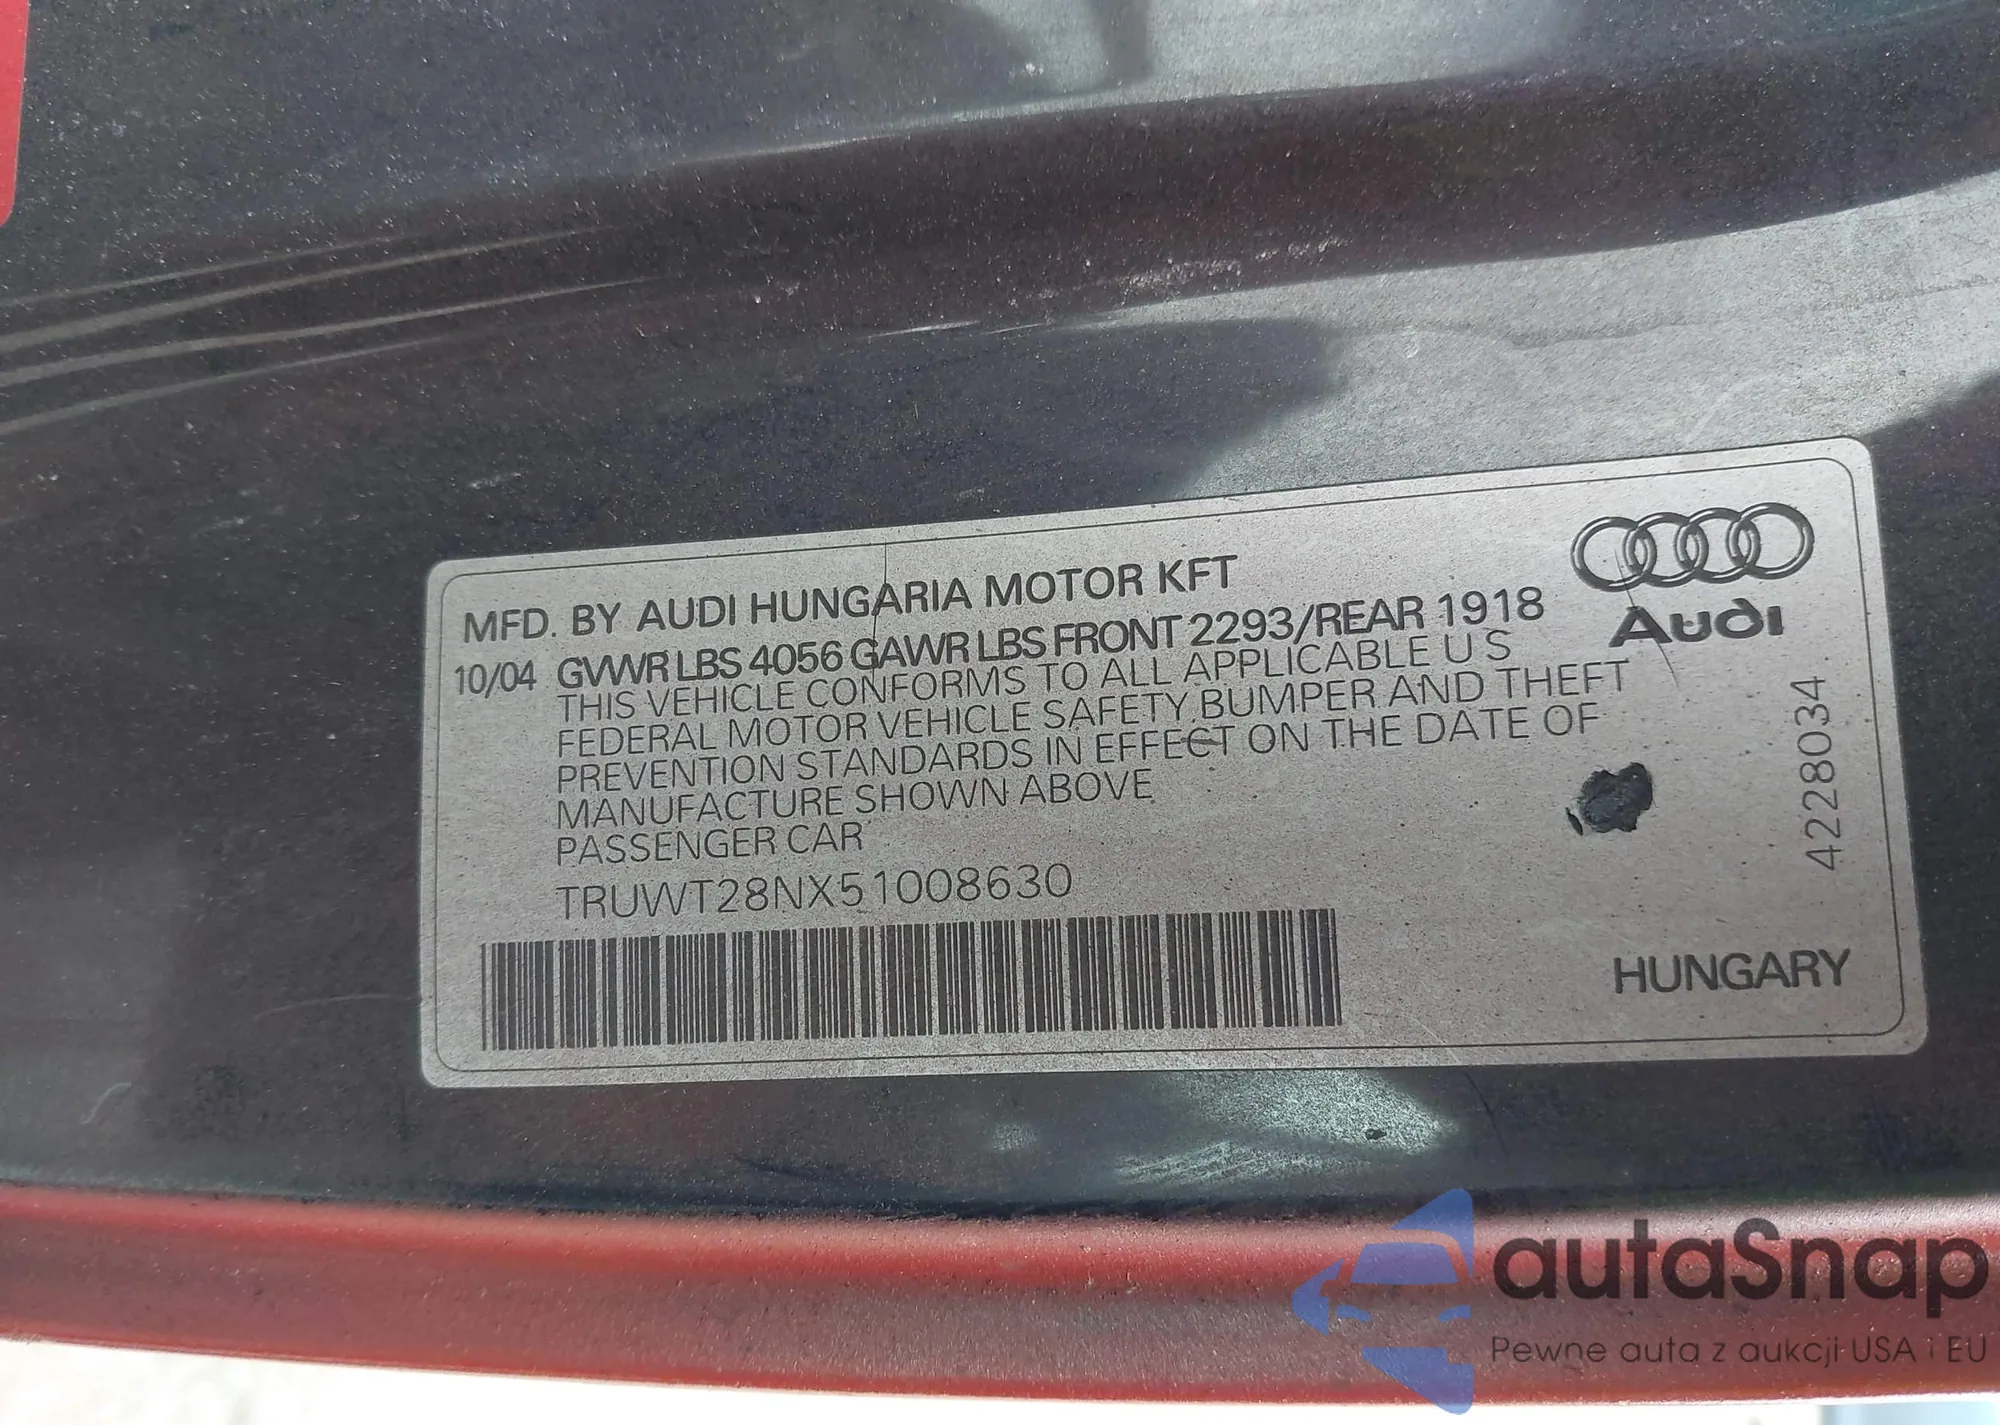 MFD. BY AUDI HUNGARIA MOTOR KFT
10/04 GVWR LBS 4056 GAWR LBS FRONT 2293/REAR 1918
THIS VEHICLE CONFORMS TO ALL APPLICABLE U S
FEDERAL MOTOR VEHICLE SAFETY BUMPER AND THEFT
PREVENTION STANDARDS IN EFFECT ON THE DATE OF
MANUFACTURE SHOWN ABOVE
PASSENGER CAR
TRUWT28NX51008630
Audi
4228034
HUNGARY
autaSnap
Pewne auta z aukcji USA i EU